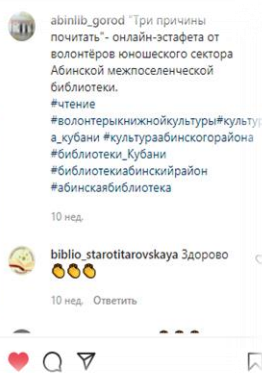 abinlib_gorod "Три причины
почитать"- онлайн-эстафета от
волонтёров юношеского сектора
Абинской межпоселенческой
библиотеки.
#чтение
#волонтерыкнижнойкультуры#культур
а_кубани #культураабинскогорайона
#библиотеки_Кубани
#библиотекиабинскийрайон
#абинскаябиблиотека
10 нед.
biblio_starotitarovskaya Здорово
👏👏👏
10 нед. Ответить